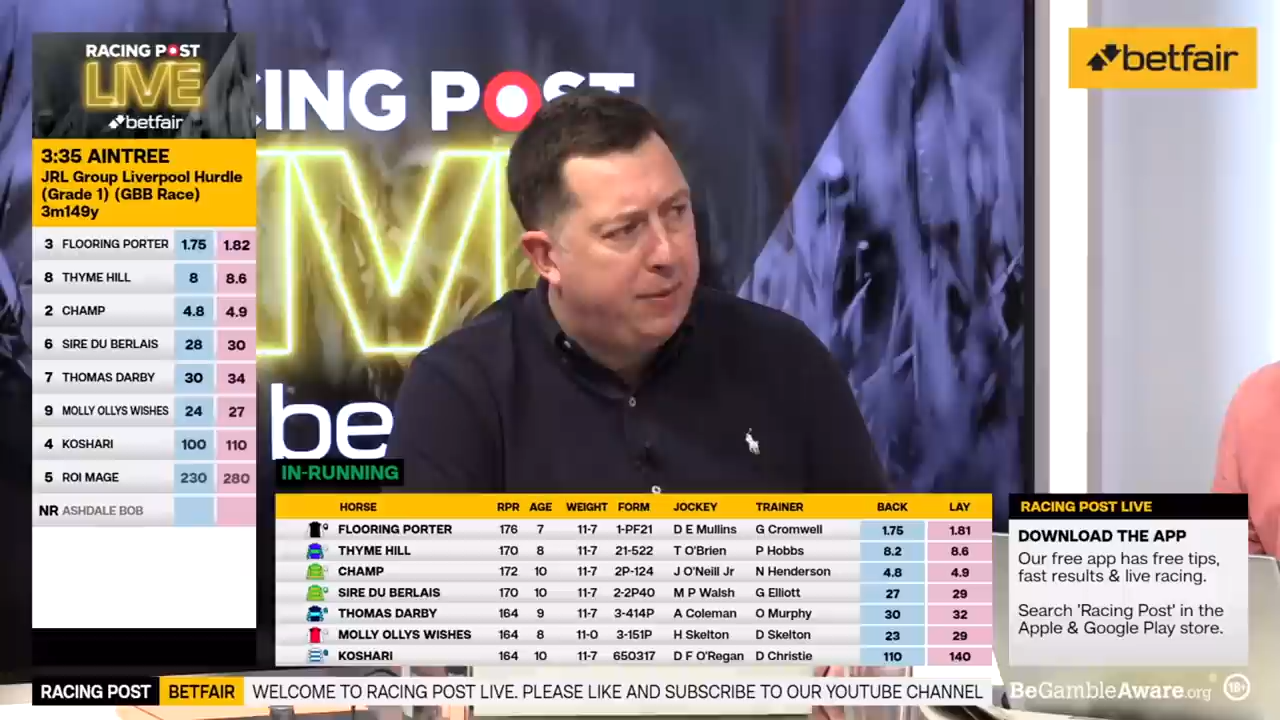 RACING POST
LIVE
betfair
3:35 AINTREE
JRL Group Liverpool Hurdle
(Grade 1) (GBB Race)
3m149y
3 FLOORING PORTER 1.75 1.82
8 THYME HILL 8 8.6
2 CHAMP 4.8 4.9
6 SIRE DU BERLAIS 28 30
7 THOMAS DARBY 30 34
9 MOLLY OLLYS WISHES 24 27
4 KOSHARI 100 110
5 ROI MAGE 230 280
NR ASHDALE BOB
CING POST
be
betfair
IN-RUNNING
HORSE RPR AGE WEIGHT FORM JOCKEY TRAINER BACK LAY
FLOORING PORTER 176 7 11-7 1-PF21 D E Mullins G Cromwell 1.75 1.81
THYME HILL 170 8 11-7 21-522 T O'Brien P Hobbs 8.2 8.6
CHAMP 172 10 11-7 2P-124 J O'Neill Jr N Henderson 4.8 4.9
SIRE DU BERLAIS 170 10 11-7 2-2P40 M P Walsh G Elliott 27 29
THOMAS DARBY 164 9 11-7 3-414P A Coleman O Murphy 30 32
MOLLY OLLYS WISHES 164 8 11-0 3-151P H Skelton D Skelton 23 29
KOSHARI 164 10 11-7 650317 D F O'Regan D Christie 110 140
RACING POST LIVE
DOWNLOAD THE APP
Our free app has free tips,
fast results & live racing.
Search 'Racing Post' in the
Apple & Google Play store.
RACING POST BETFAIR WELCOME TO RACING POST LIVE. PLEASE LIKE AND SUBSCRIBE TO OUR YOUTUBE CHANNEL
BeGambleAware.org 18+